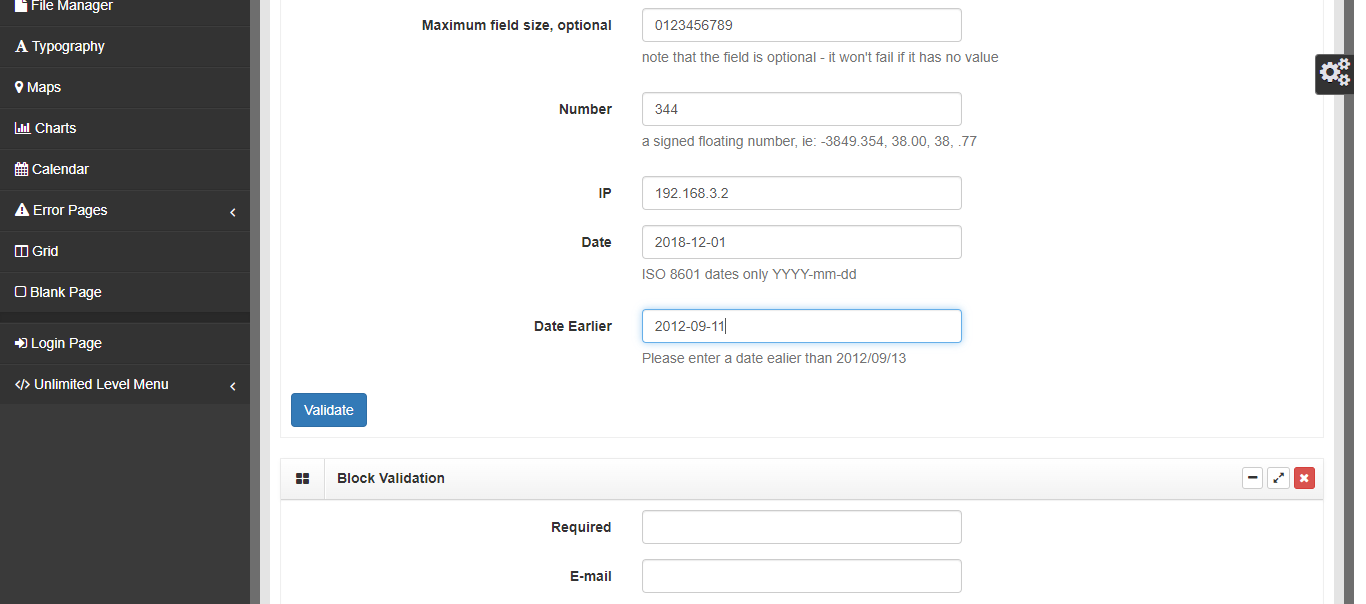 File Manager
Typography
Maps
Charts
Calendar
Error Pages
Grid
Blank Page
Login Page
Unlimited Level Menu
Maximum field size, optional 0123456789
note that the field is optional - it won't fail if it has no value
Number 344
a signed floating number, ie: -3849.354, 38.00, 38, .77
IP 192.168.3.2
Date 2018-12-01
ISO 8601 dates only YYYY-mm-dd
Date Earlier 2012-09-11
Please enter a date ealier than 2012/09/13
Validate
Block Validation
Required
E-mail